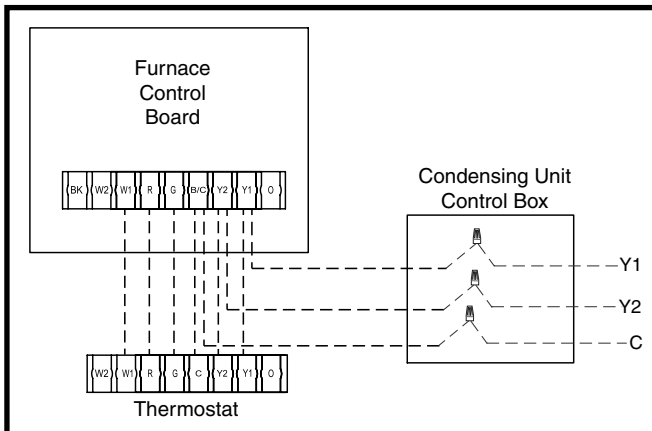 Furnace
Control
Board
BK W2 W1 R G B/C Y2 Y1 O
Condensing Unit
Control Box
Y1
Y2
C
W2 W1 R G C Y2 Y1 O
Thermostat